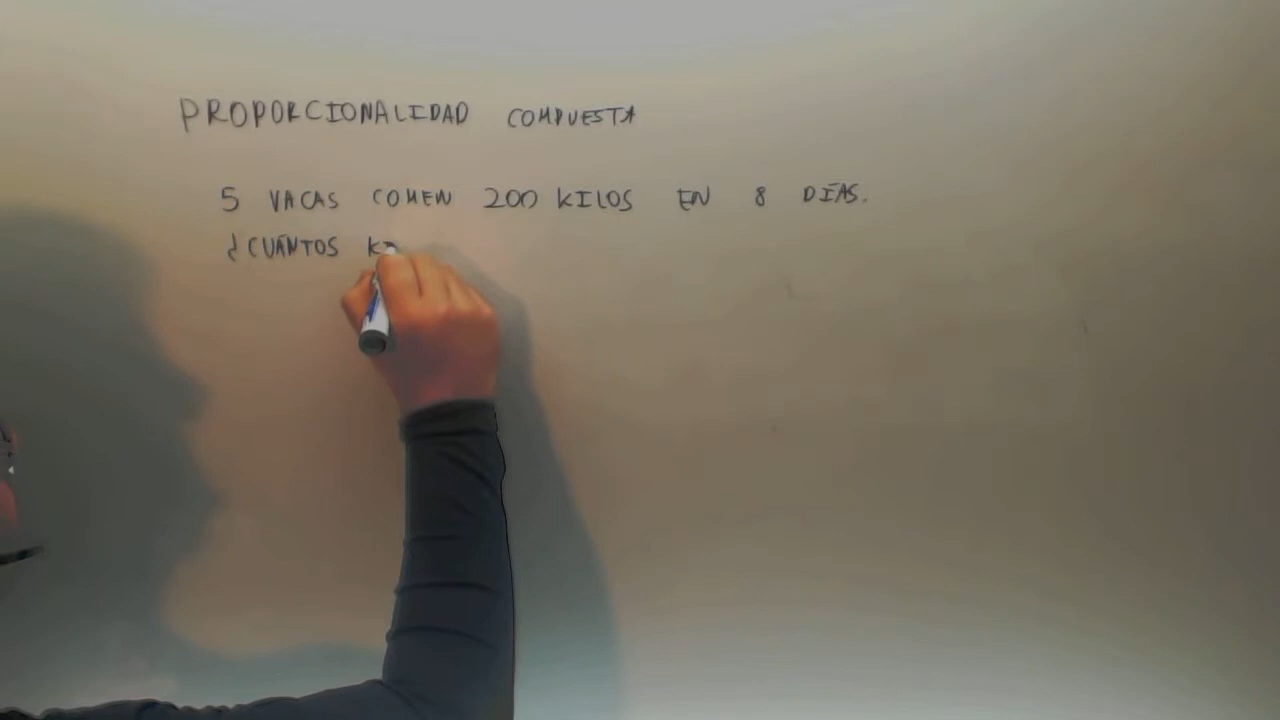 PROPORCIONALIDAD COMPUESTA
5 VACAS COMEN 200 KILOS EN 8 DÍAS.
¿CUÁNTOS